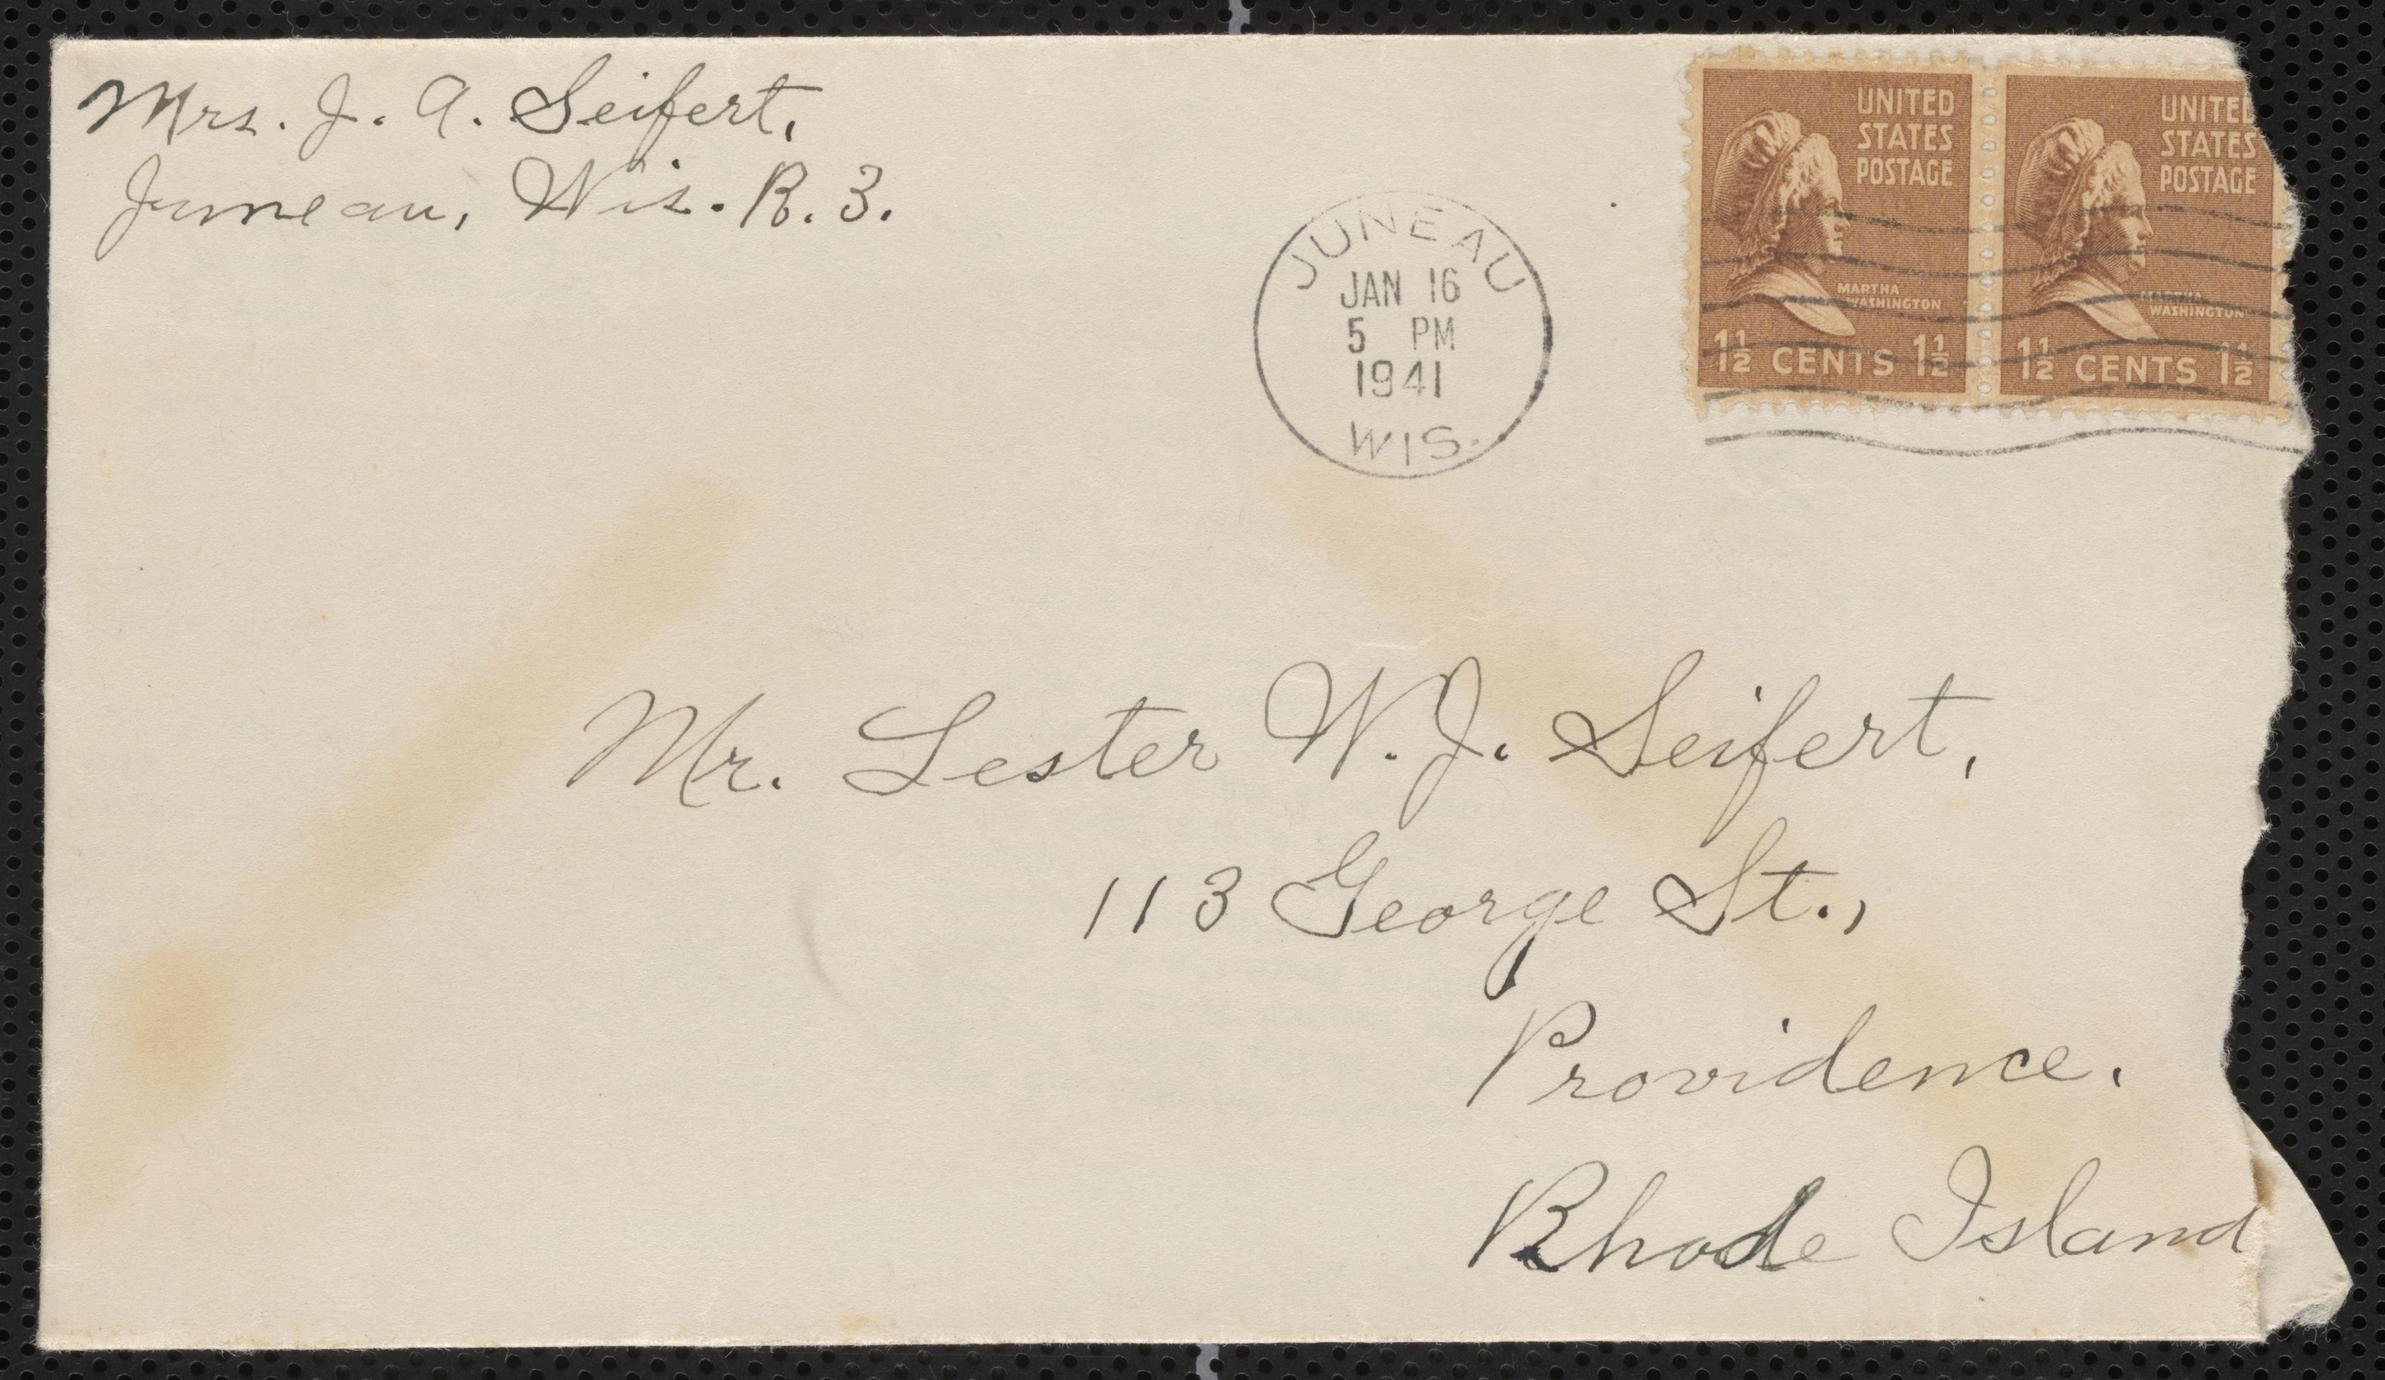 Mrs. J. A. Seifert,
Juneau, Wis. R. 3.
JUNEAU
JAN 16
5 PM
1941
WIS.
UNITED
STATES
POSTAGE
MARTHA
WASHINGTON
1½ CENTS 1½
UNITED
STATES
POSTAGE
MARTHA
WASHINGTON
1½ CENTS 1½
Mr. Lester W. J. Seifert,
113 George St.,
Providence.
Rhode Island